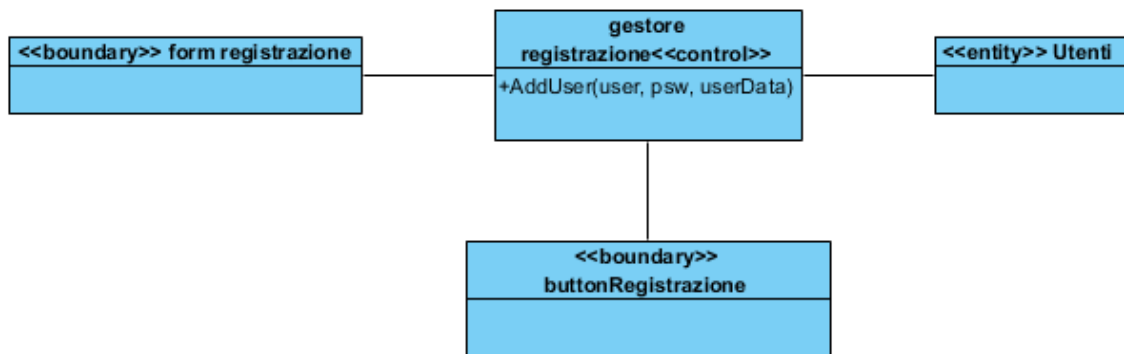 <<boundary>> form registrazione
gestore
registrazione<<control>>
+AddUser(user, psw, userData)
<<entity>> Utenti
<<boundary>>
buttonRegistrazione